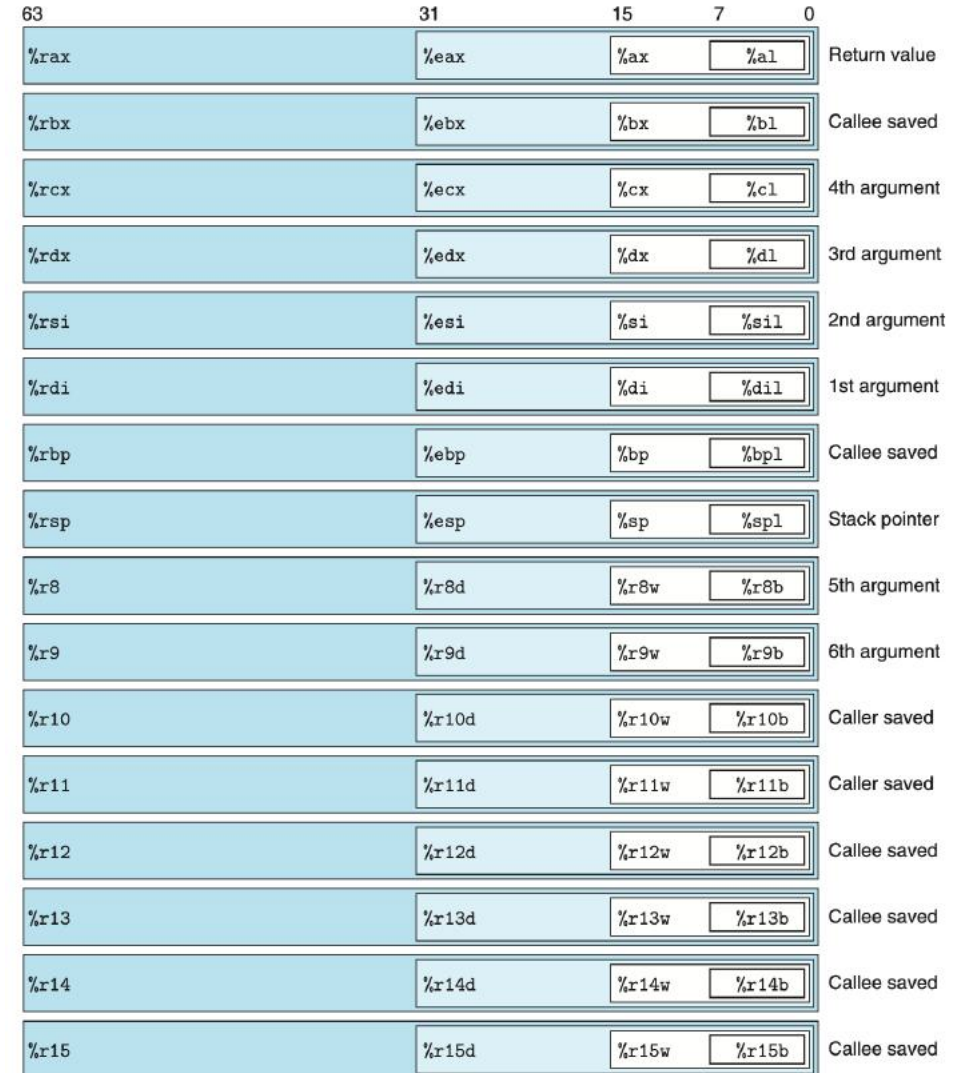 63 31 15 7 0
%rax %eax %ax %al Return value
%rbx %ebx %bx %bl Callee saved
%rcx %ecx %cx %cl 4th argument
%rdx %edx %dx %dl 3rd argument
%rsi %esi %si %sil 2nd argument
%rdi %edi %di %dil 1st argument
%rbp %ebp %bp %bpl Callee saved
%rsp %esp %sp %spl Stack pointer
%r8 %r8d %r8w %r8b 5th argument
%r9 %r9d %r9w %r9b 6th argument
%r10 %r10d %r10w %r10b Caller saved
%r11 %r11d %r11w %r11b Caller saved
%r12 %r12d %r12w %r12b Callee saved
%r13 %r13d %r13w %r13b Callee saved
%r14 %r14d %r14w %r14b Callee saved
%r15 %r15d %r15w %r15b Callee saved